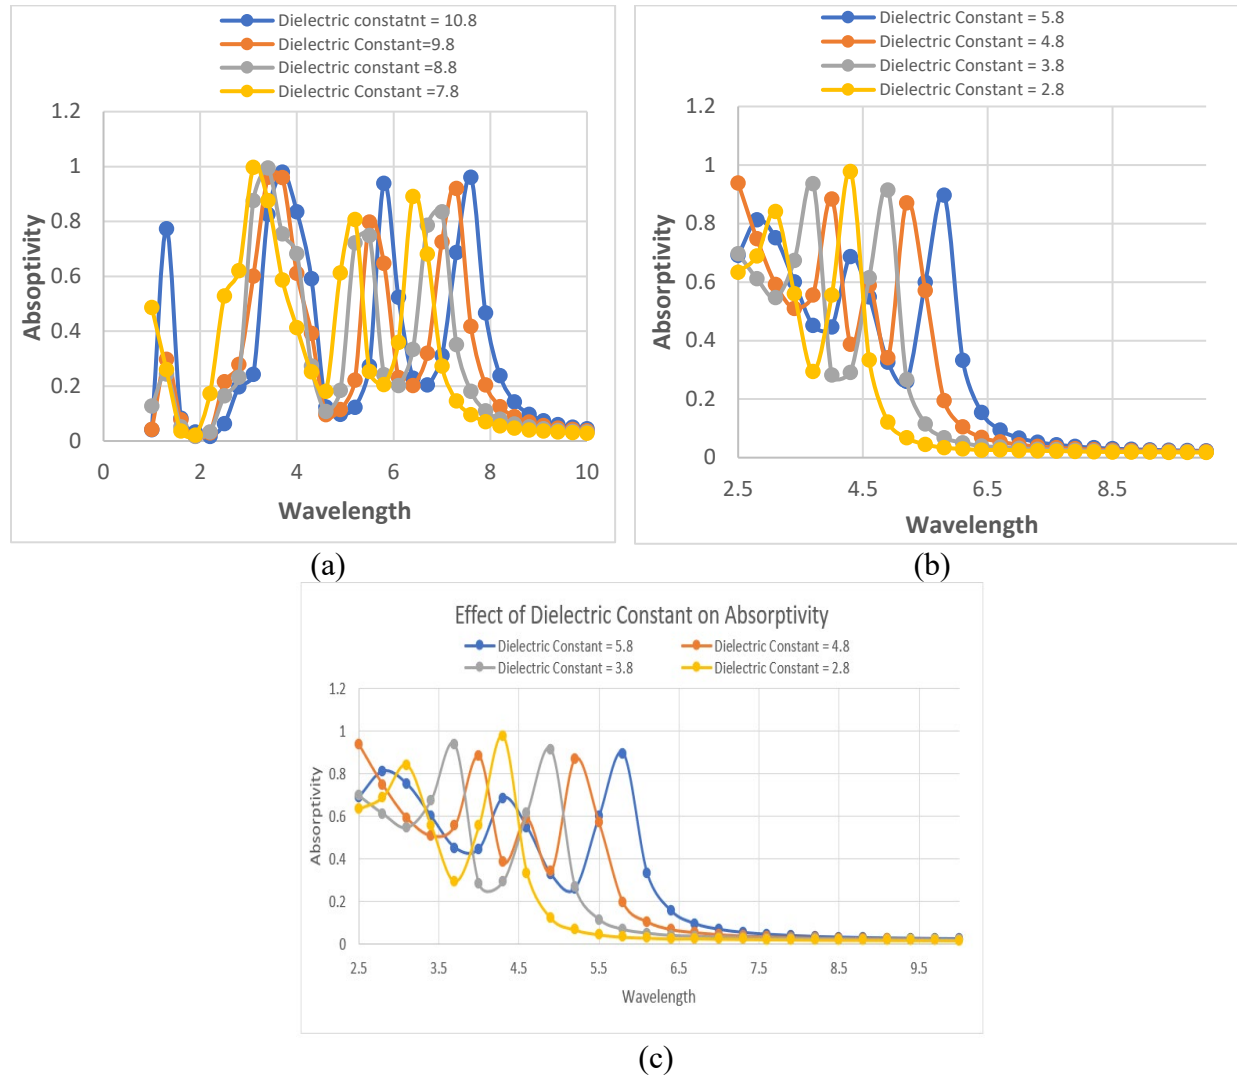 Dielectric constatnt = 10.8
Dielectric Constant=9.8
Dielectric constant =8.8
Dielectric Constant =7.8
1.2
1
0.8
0.6
0.4
0.2
0
Absoptivity
0 2 4 6 8 10
Wavelength
(a)
Dielectric Constant = 5.8
Dielectric Constant = 4.8
Dielectric Constant = 3.8
Dielectric Constant = 2.8
1.2
1
0.8
0.6
0.4
0.2
0
Absorptivity
2.5 4.5 6.5 8.5
Wavelength
(b)
Effect of Dielectric Constant on Absorptivity
Dielectric Constant = 5.8 Dielectric Constant = 4.8
Dielectric Constant = 3.8 Dielectric Constant = 2.8
1.2
1
0.8
0.6
0.4
0.2
0
Absorptivity
2.5 3.5 4.5 5.5 6.5 7.5 8.5 9.5
Wavelength
(c)